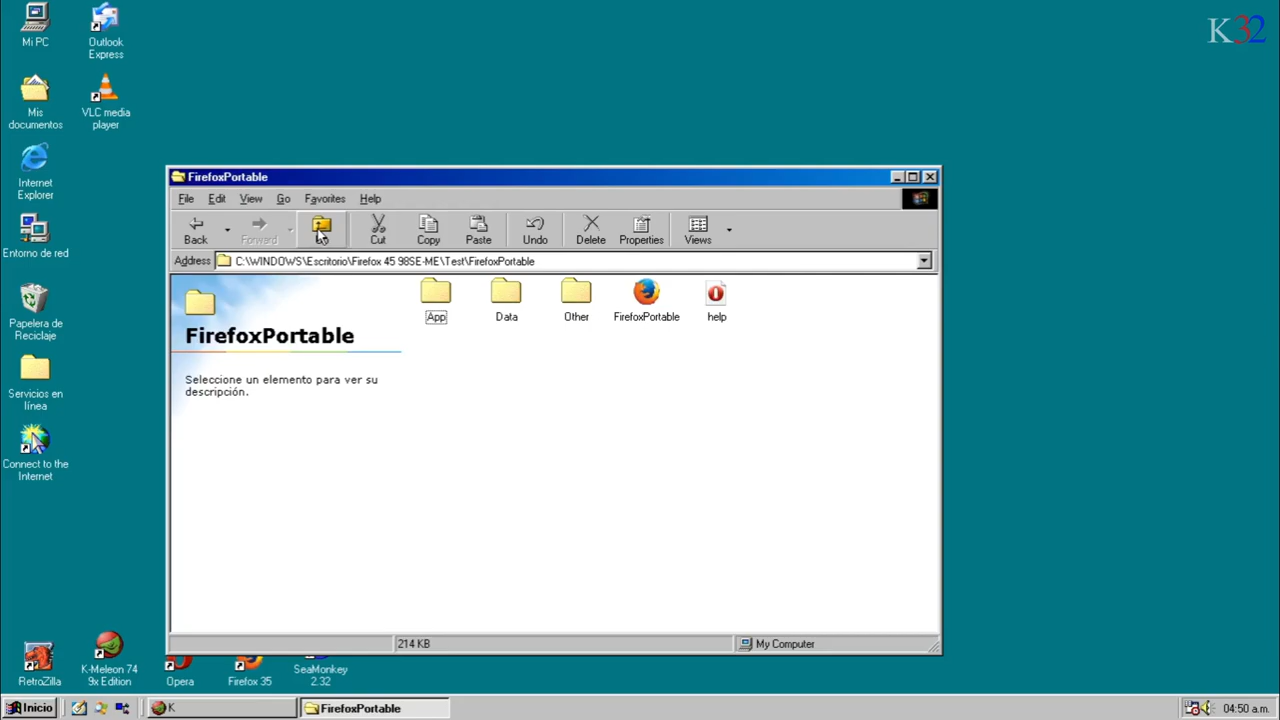 Mi PC
Outlook
Express
K32
Mis
documentos
VLC media
player
Internet
Explorer
Entorno de red
Papelera de
Reciclaje
Servicios en
línea
Connect to the
Internet
FirefoxPortable
File Edit View Go Favorites Help
Back Forward Cut Copy Paste Undo Delete Properties Views
Address C:\WINDOWS\Escritorio\Firefox 45 98SE-ME\Test\FirefoxPortable
FirefoxPortable
Seleccione un elemento para ver su
descripción.
App Data Other FirefoxPortable help
214 KB My Computer
RetroZilla
K-Meleon 74
9x Edition
Opera
Firefox 35
SeaMonkey
2.32
Inicio K FirefoxPortable 04:50 a.m.